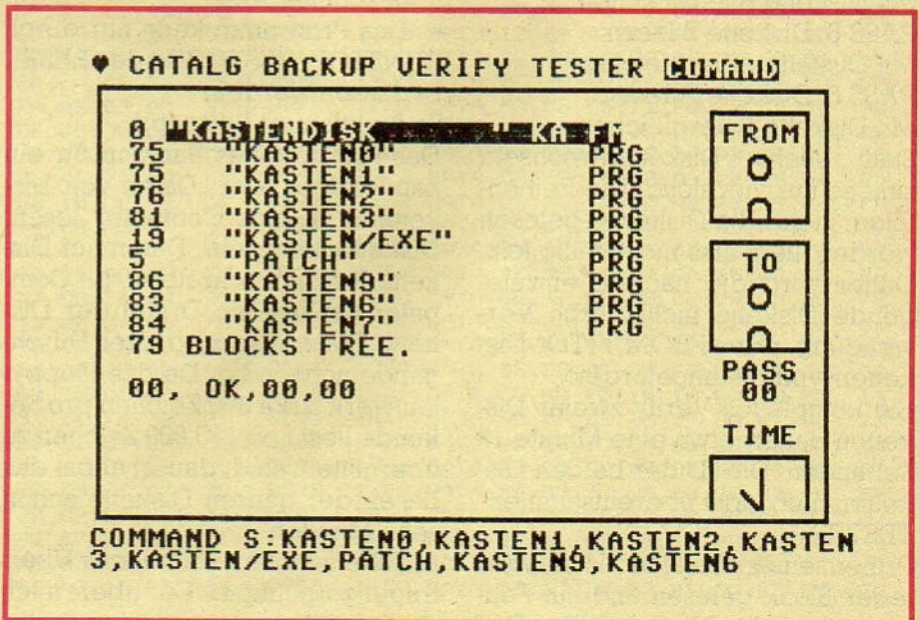 ♥ CATALG BACKUP VERIFY TESTER COMAND
0 "KASTENDISK " KA FM
75 "KASTEN0" PRG
75 "KASTEN1" PRG
76 "KASTEN2" PRG
81 "KASTEN3" PRG
19 "KASTEN/EXE" PRG
5 "PATCH" PRG
86 "KASTEN9" PRG
83 "KASTEN6" PRG
84 "KASTEN7" PRG
79 BLOCKS FREE.
00, OK,00,00
FROM
TO
PASS
00
TIME
COMMAND S:KASTEN0,KASTEN1,KASTEN2,KASTEN
3,KASTEN/EXE,PATCH,KASTEN9,KASTEN6